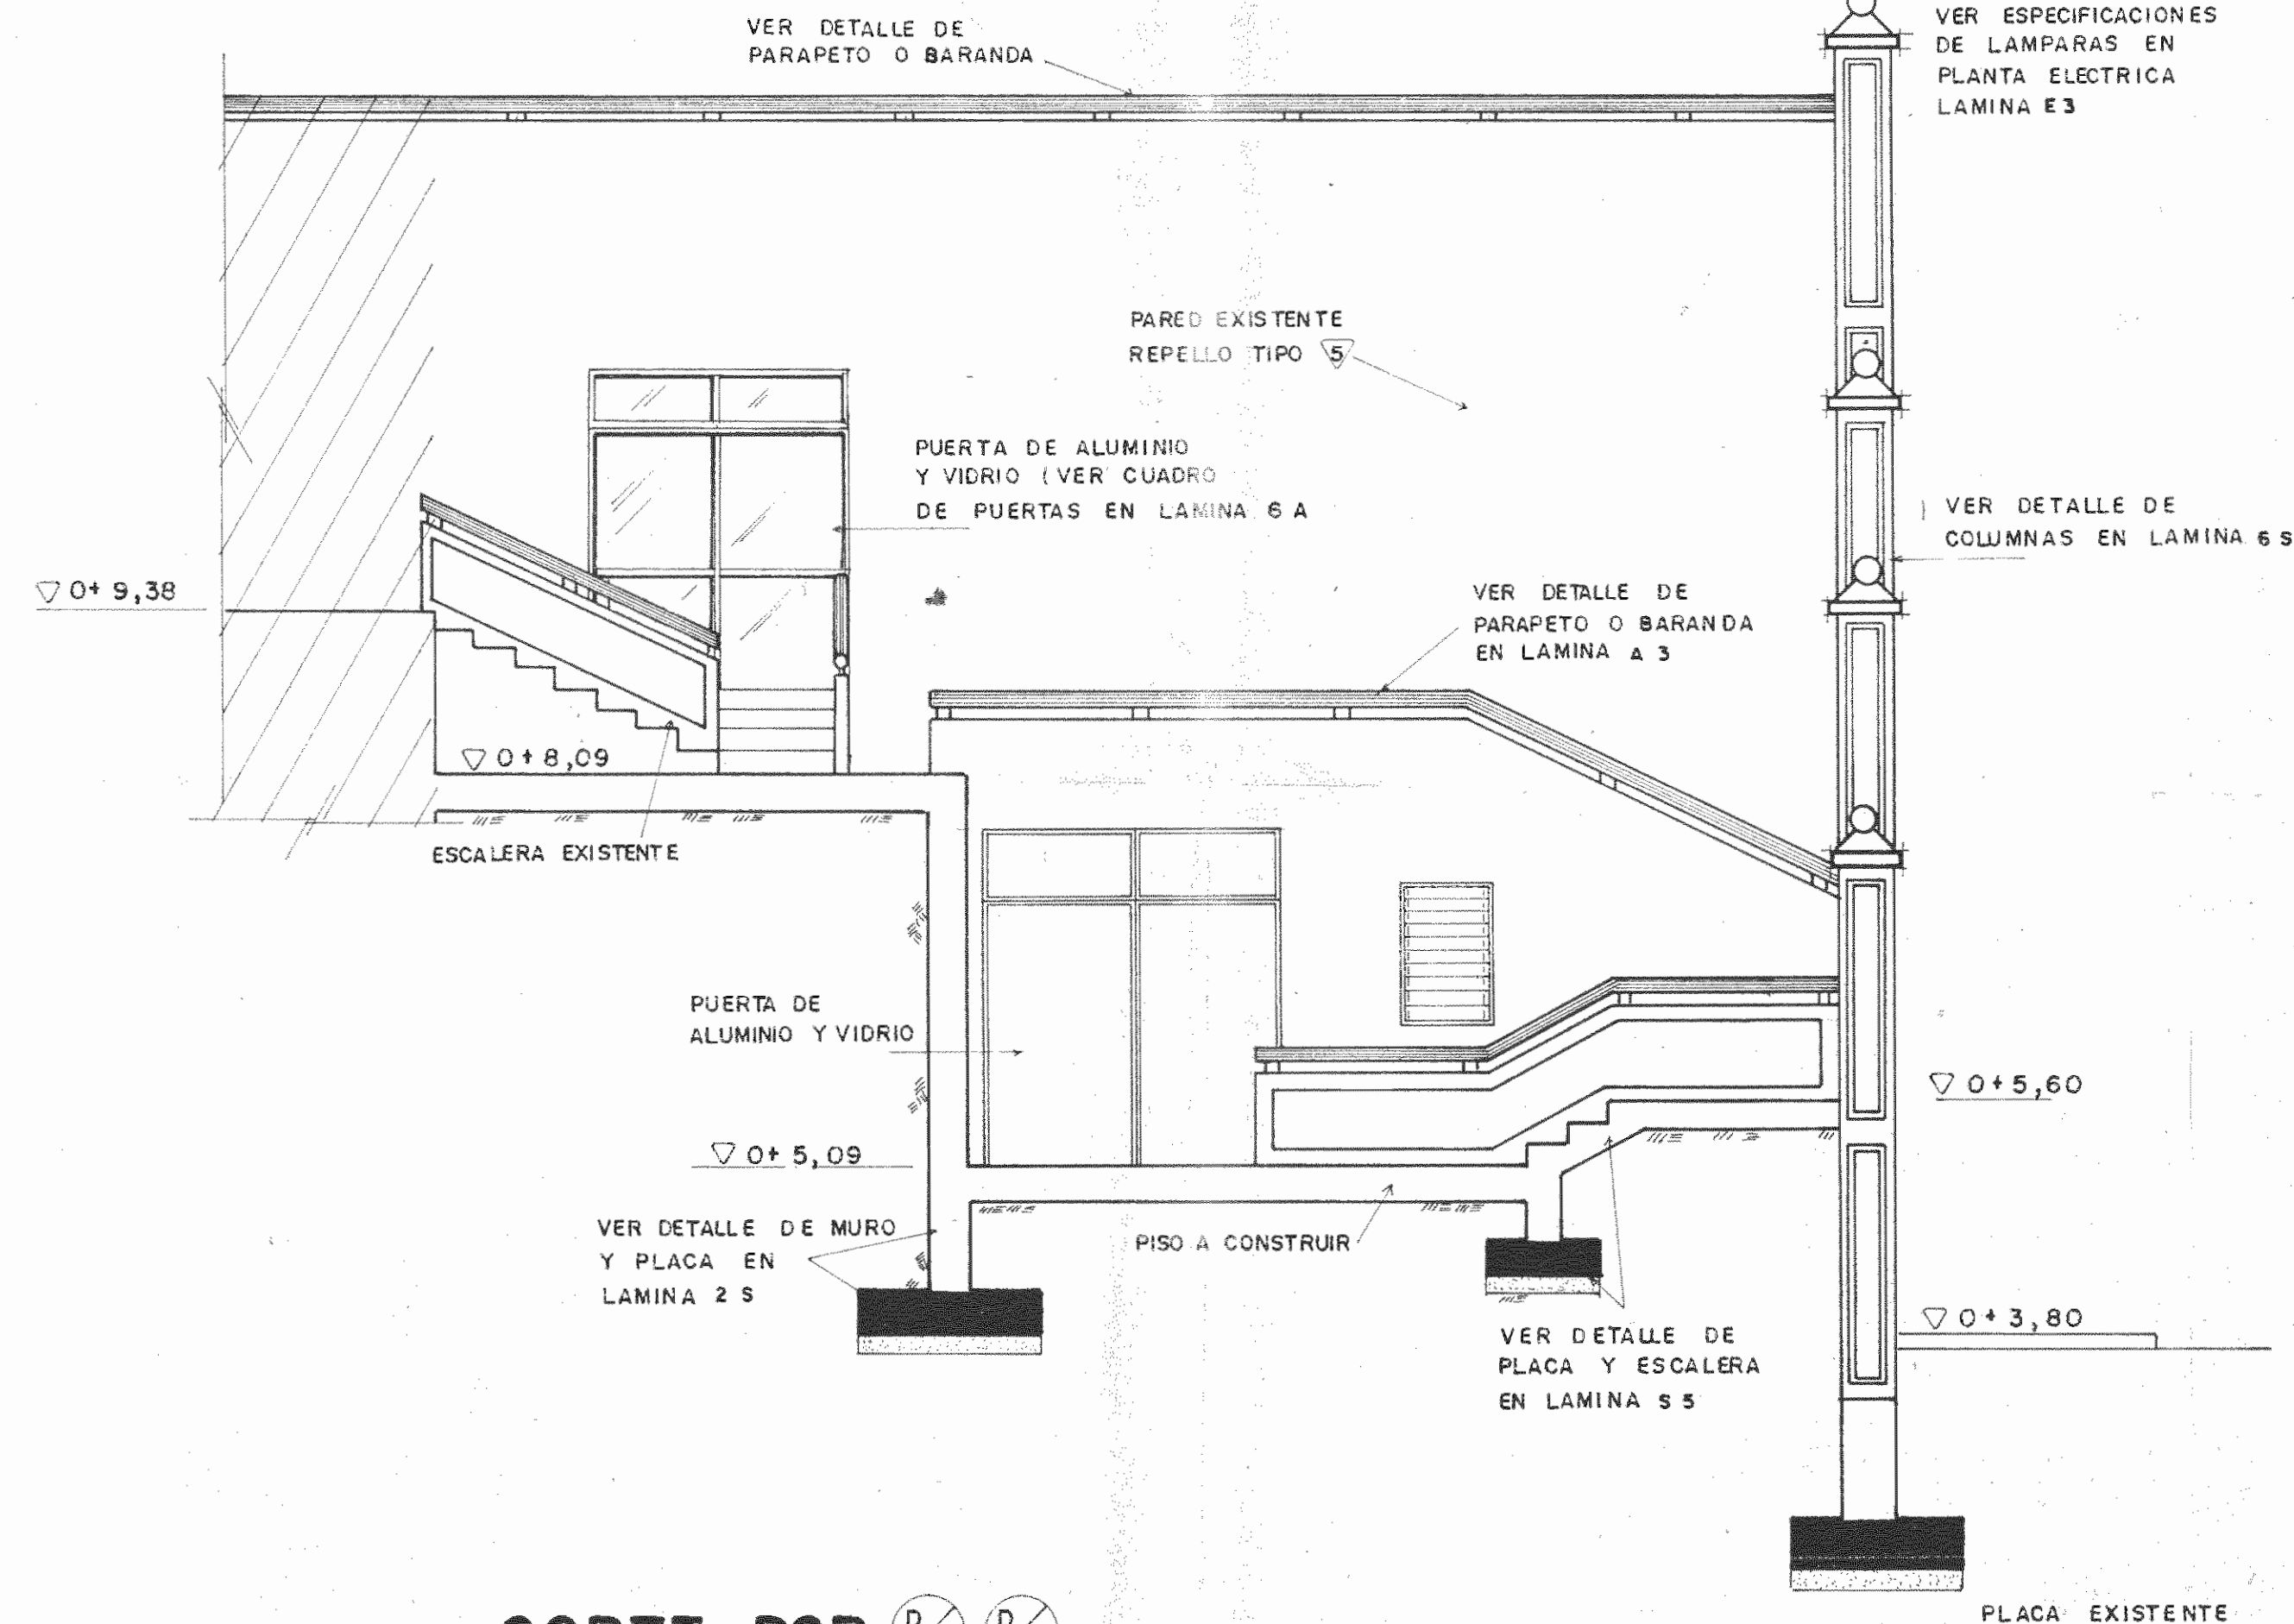 VER DETALLE DE
PARAPETO O BARANDA
VER ESPECIFICACIONES
DE LAMPARAS EN
PLANTA ELECTRICA
LAMINA E3
PARED EXISTENTE
REPELLO TIPO 5
PUERTA DE ALUMINIO
Y VIDRIO (VER CUADRO
DE PUERTAS EN LAMINA 6 A
VER DETALLE DE
COLUMNAS EN LAMINA 6 S
0+ 9,38
VER DETALLE DE
PARAPETO O BARANDA
EN LAMINA A 3
0+8,09
ESCALERA EXISTENTE
PUERTA DE
ALUMINIO Y VIDRIO
0+5,60
0+ 5,09
VER DETALLE DE MURO
Y PLACA EN
LAMINA 2 S
PISO A CONSTRUIR
0+ 3,80
VER DETALLE DE
PLACA Y ESCALERA
EN LAMINA S 5
CORTE POR
PLACA EXISTENTE